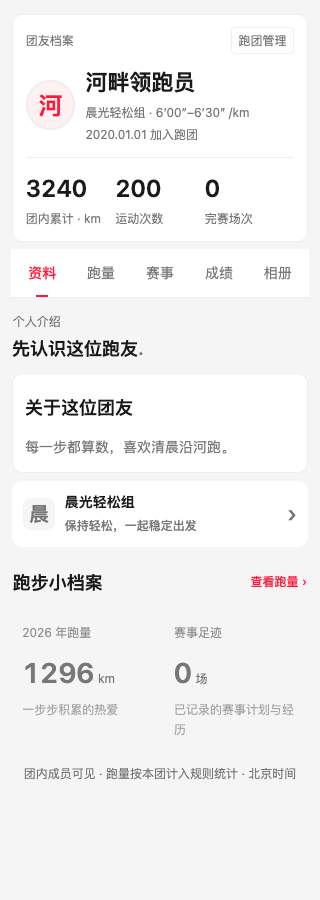 团友档案
跑团管理
河
河畔领跑员
晨光轻松组 · 6′00″–6′30″ /km
2020.01.01 加入跑团
3240
200
0
团内累计 · km
运动次数
完赛场次
资料
跑量
赛事
成绩
相册
个人介绍
先认识这位跑友.
关于这位团友
每一步都算数，喜欢清晨沿河跑。
晨
晨光轻松组
保持轻松，一起稳定出发
›
跑步小档案
查看跑量 ›
2026 年跑量
赛事足迹
1296 km
0 场
一步步积累的热爱
已记录的赛事计划与经
历
团内成员可见 · 跑量按本团计入规则统计 · 北京时间